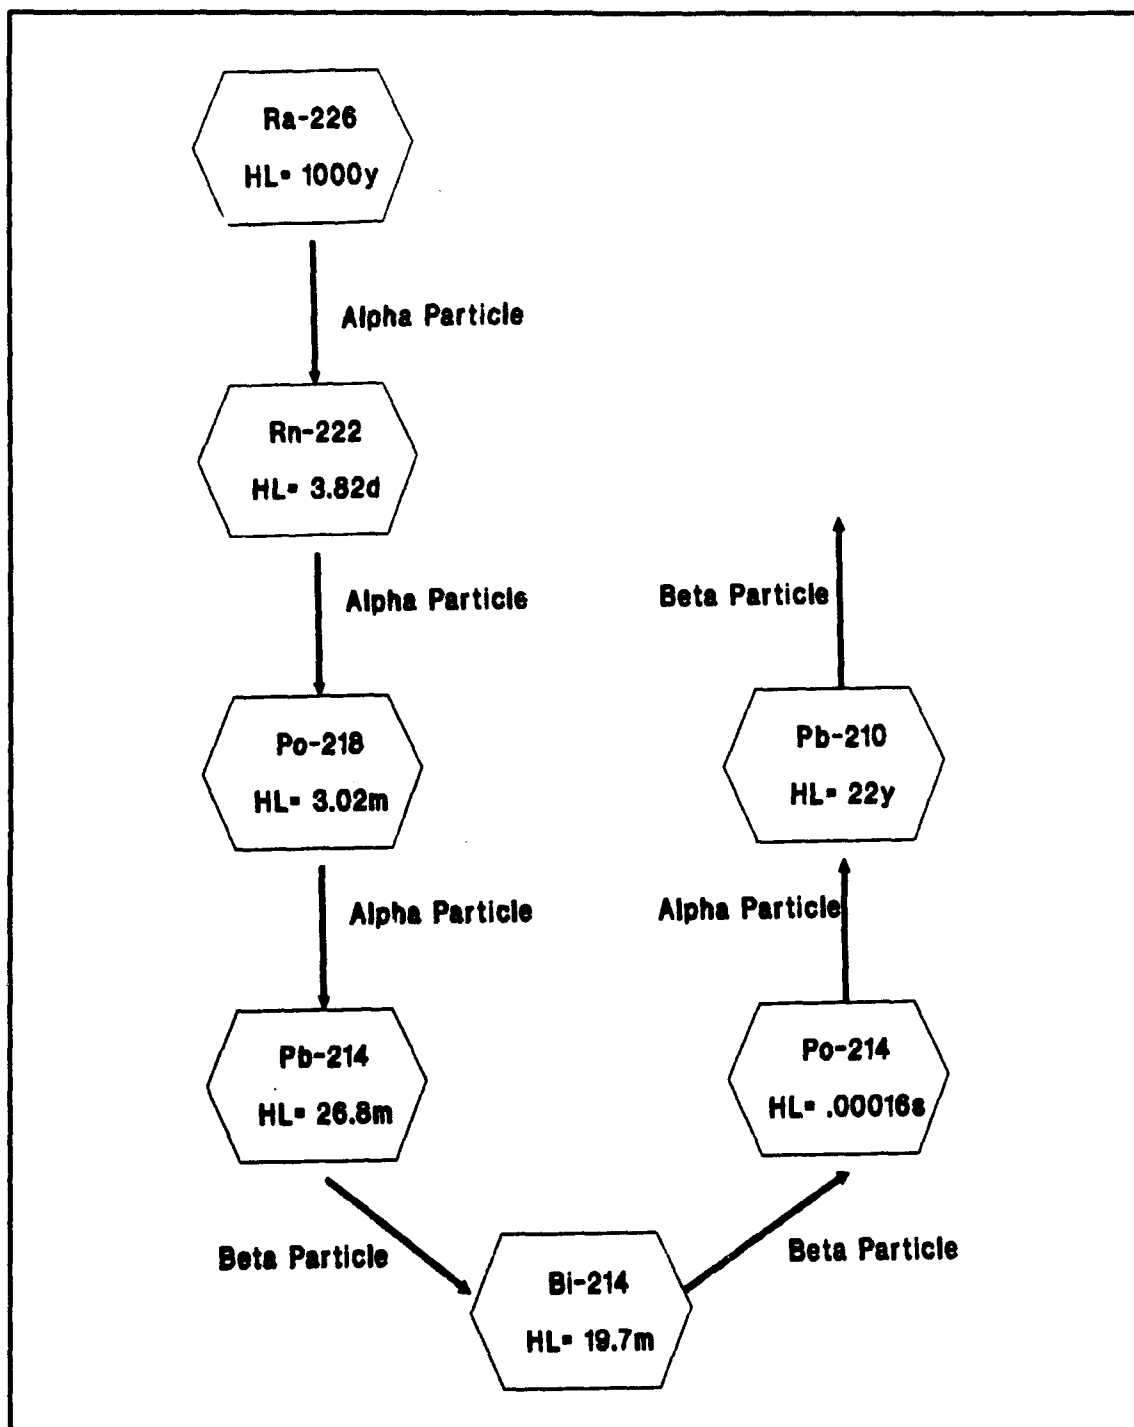 Ra-226
HL= 1000y
Alpha Particle
Rn-222
HL= 3.82d
Alpha Particle
Po-218
HL= 3.02m
Alpha Particle
Pb-214
HL= 26.8m
Beta Particle
Bi-214
HL= 19.7m
Beta Particle
Po-214
HL= .00016s
Alpha Particle
Pb-210
HL= 22y
Beta Particle